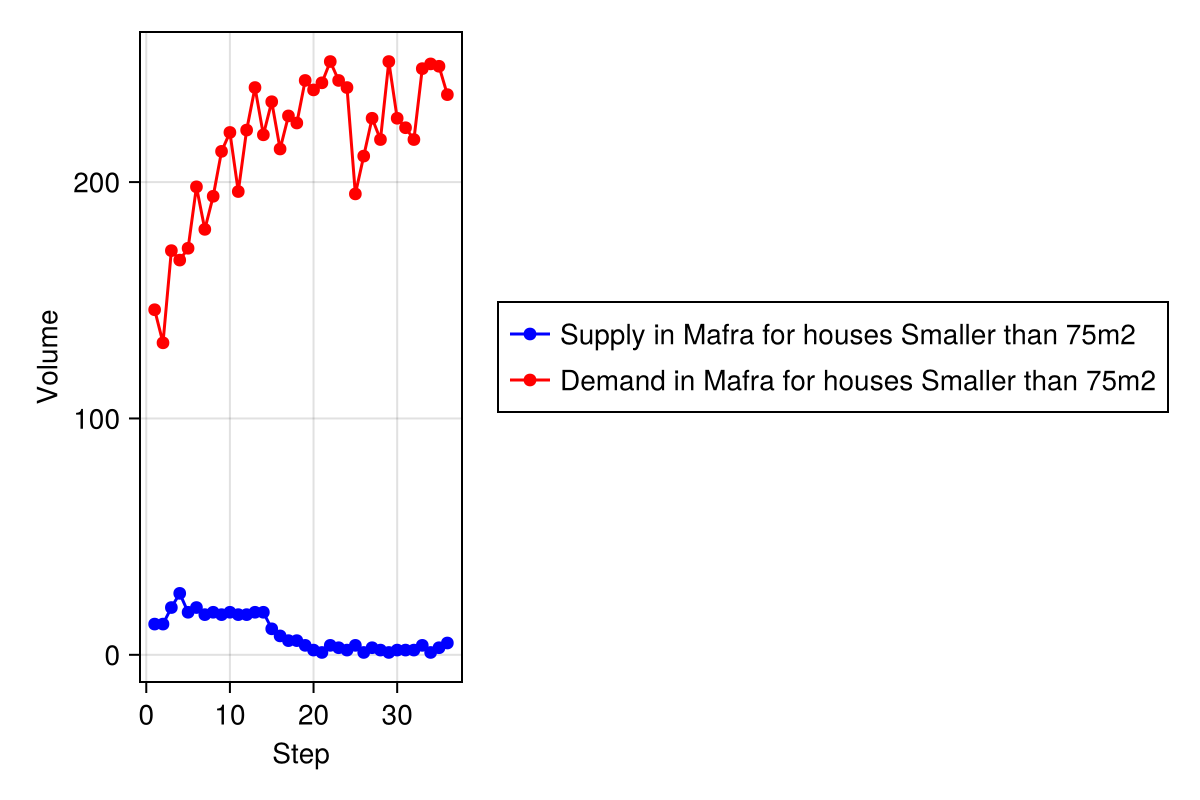 Volume
200
100
0
0 10 20 30
Step
Supply in Mafra for houses Smaller than 75m2
Demand in Mafra for houses Smaller than 75m2